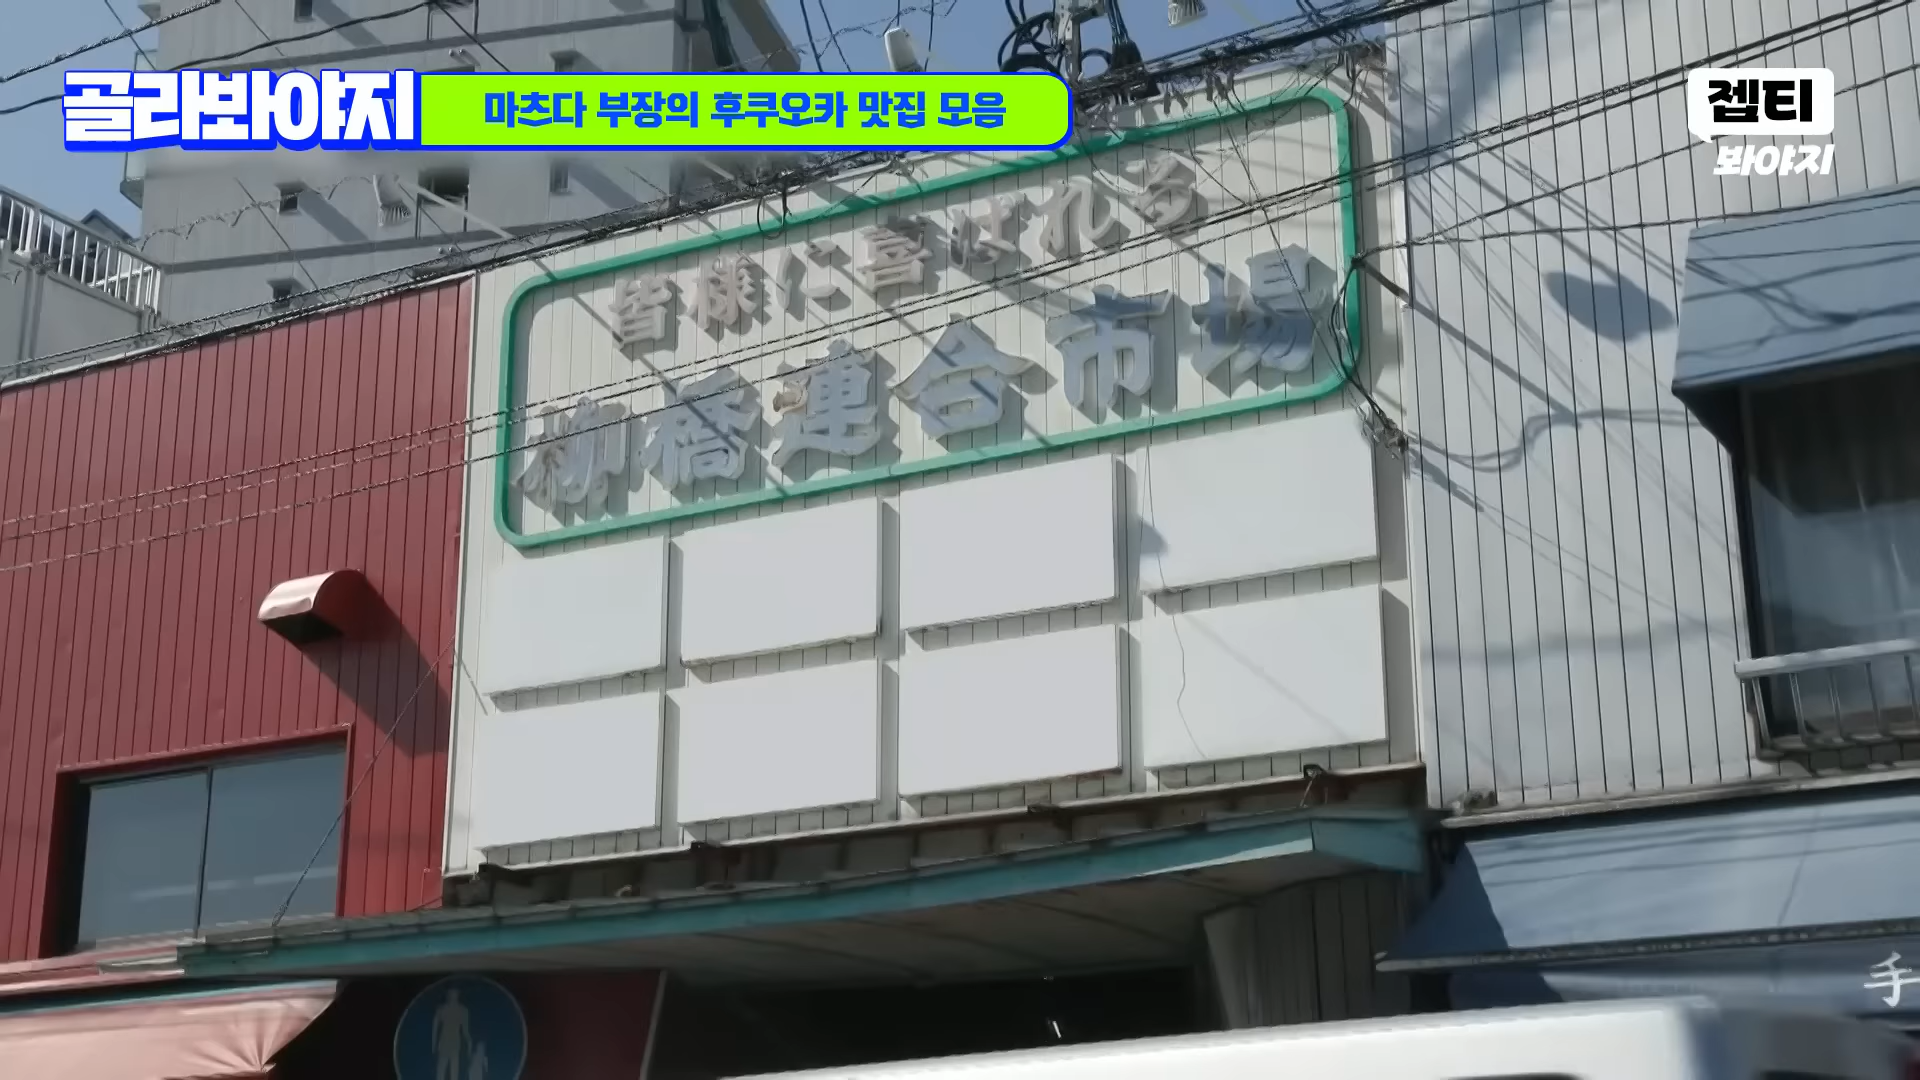 골라봐야지 마츠다 부장의 후쿠오카 맛집 모음
젭티
봐야지
皆様に喜ばれる
柳橋連合市場
手